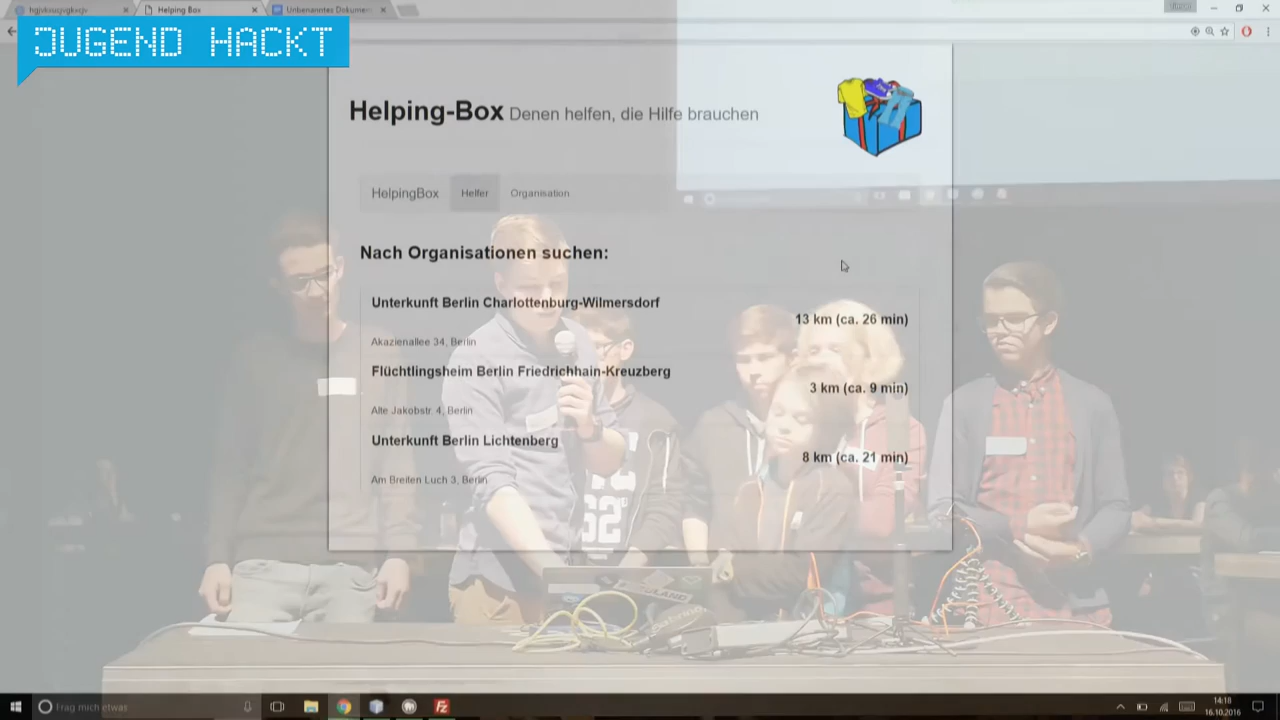 Helping Box
Unbenanntes Dokume
JUGEND HACKT
Helping-Box Denen helfen, die Hilfe brauchen
HelpingBox Helfer Organisation
Nach Organisationen suchen:
Unterkunft Berlin Charlottenburg-Wilmersdorf
13 km (ca. 26 min)
Akazienallee 34, Berlin
Flüchtlingsheim Berlin Friedrichhain-Kreuzberg
3 km (ca. 9 min)
Alte Jakobstr. 4, Berlin
Unterkunft Berlin Lichtenberg
8 km (ca. 21 min)
Am Breiten Luch 3, Berlin
Frag mich etwas
14:18
16.10.2016